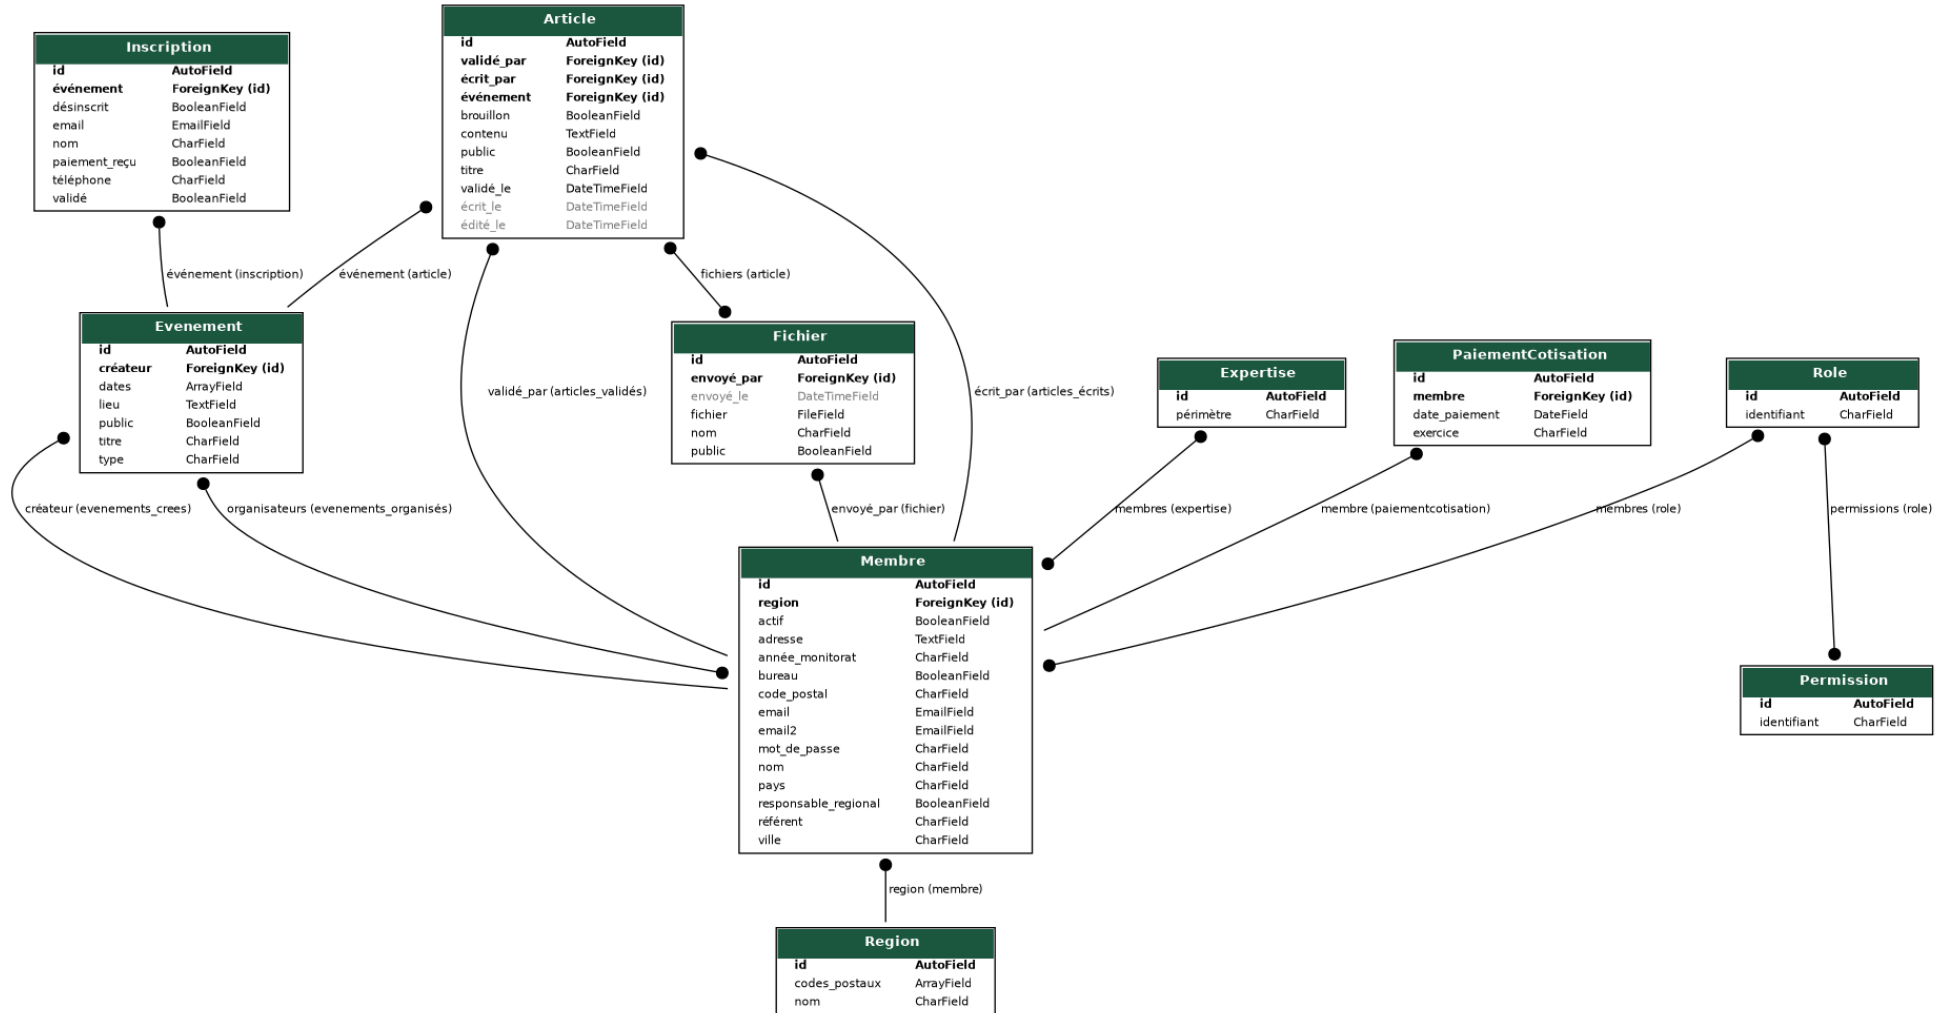 Article
id AutoField
validé_par ForeignKey (id)
écrit_par ForeignKey (id)
événement ForeignKey (id)
brouillon BooleanField
contenu TextField
public BooleanField
titre CharField
validé_le DateTimeField
écrit_le DateTimeField
édité_le DateTimeField
Inscription
id AutoField
événement ForeignKey (id)
désinscrit BooleanField
email EmailField
nom CharField
paiement_reçu BooleanField
téléphone CharField
validé BooleanField
événement (inscription)
événement (article)
fichiers (article)
Evenement
id AutoField
créateur ForeignKey (id)
dates ArrayField
lieu TextField
public BooleanField
titre CharField
type CharField
Fichier
id AutoField
envoyé_par ForeignKey (id)
envoyé_le DateTimeField
fichier FileField
nom CharField
public BooleanField
validé_par (articles_validés)
écrit_par (articles_écrits)
Expertise
id AutoField
périmètre CharField
PaiementCotisation
id AutoField
membre ForeignKey (id)
date_paiement DateField
exercice CharField
Role
id AutoField
identifiant CharField
créateur (evenements_crees)
organisateurs (evenements_organisés)
envoyé_par (fichier)
membres (expertise)
membre (paiementcotisation)
membres (role)
permissions (role)
Membre
id AutoField
region ForeignKey (id)
actif BooleanField
adresse TextField
année_monitorat CharField
bureau BooleanField
code_postal CharField
email EmailField
email2 EmailField
mot_de_passe CharField
nom CharField
pays CharField
responsable_regional BooleanField
référent CharField
ville CharField
Permission
id AutoField
identifiant CharField
region (membre)
Region
id AutoField
codes_postaux ArrayField
nom CharField